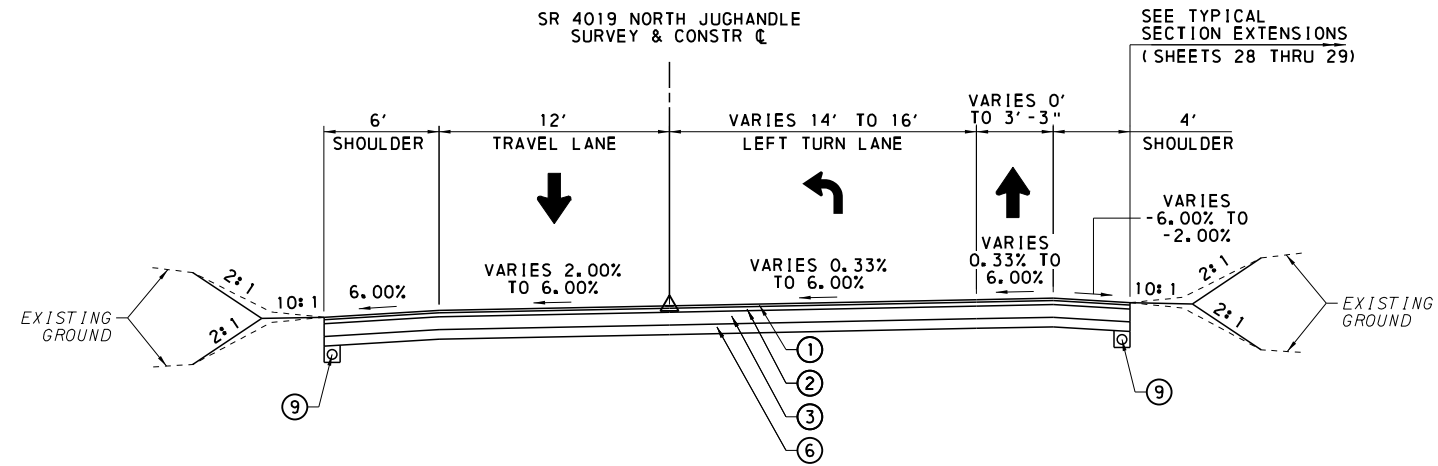 SR 4019 NORTH JUGHANDLE
SURVEY & CONSTR ℄
SEE TYPICAL
SECTION EXTENSIONS
(SHEETS 28 THRU 29)
6'
SHOULDER
12'
TRAVEL LANE
VARIES 14' TO 16'
LEFT TURN LANE
VARIES 0'
TO 3'-3"
4'
SHOULDER
VARIES
-6.00% TO
-2.00%
2:1
2:1
10:1
EXISTING
GROUND
6.00%
VARIES 2.00%
TO 6.00%
VARIES 0.33%
TO 6.00%
VARIES
0.33% TO
6.00%
10:1
2:1
2:1
EXISTING
GROUND
1
2
3
6
9
9